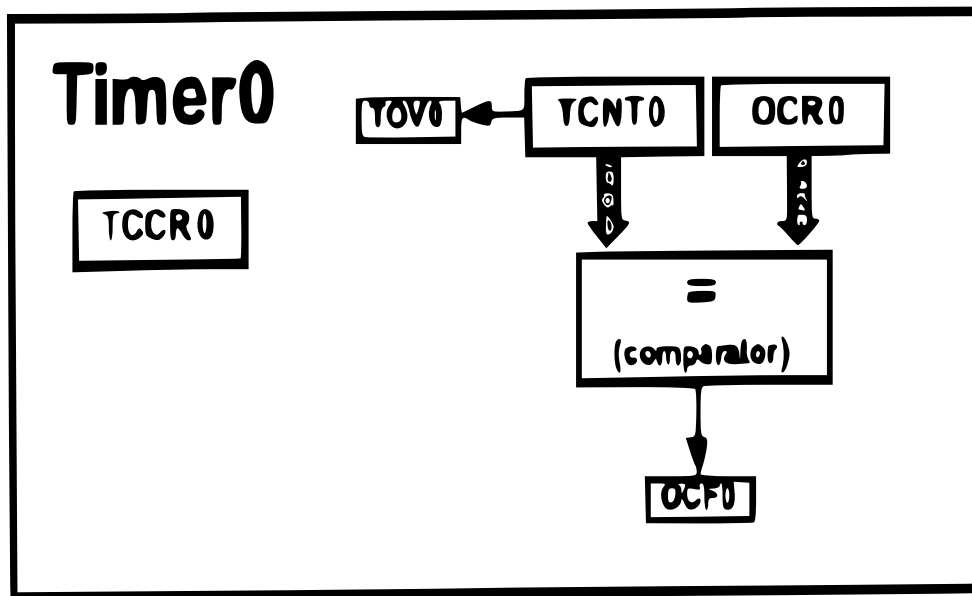 Timer0
TOV0
TCNT0
OCR0
TCCR0
=
(comparator)
OCF0